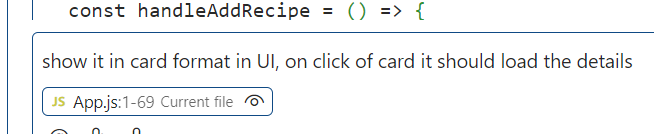 const handleAddRecipe = () => {
show it in card format in UI, on click of card it should load the details
JS App.js:1-69 Current file